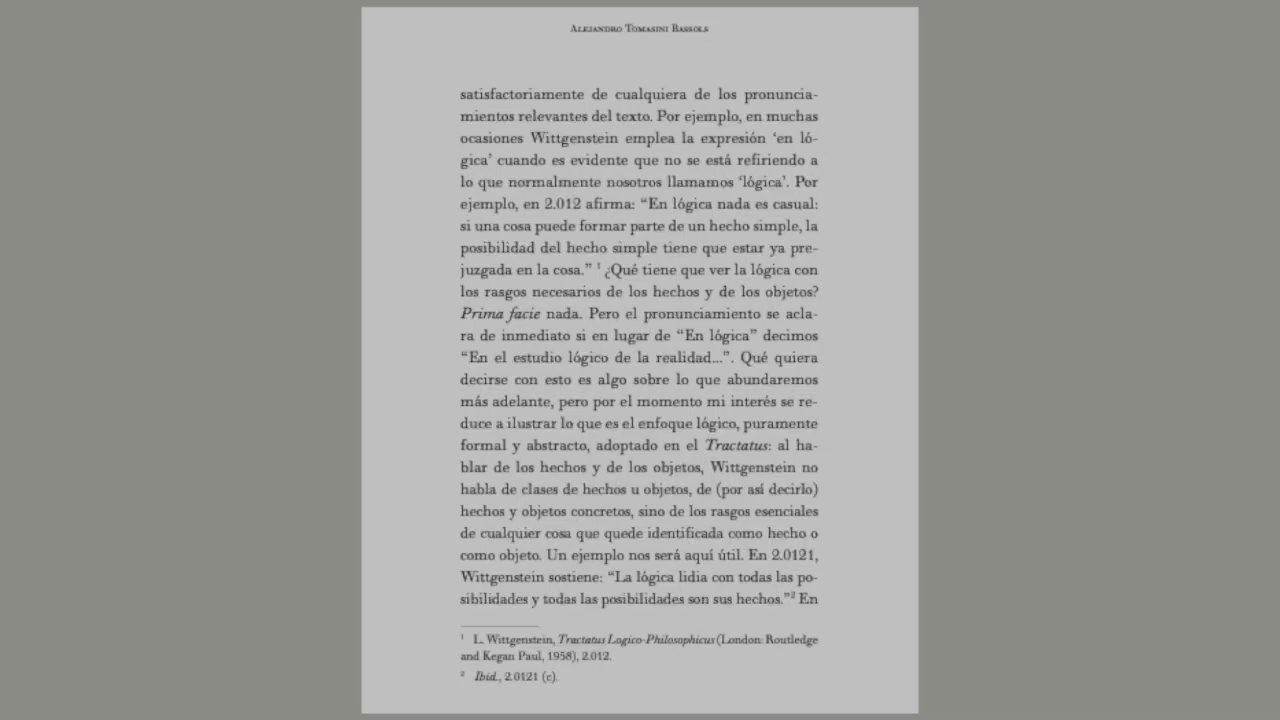 Alejandro Tomasini Bassols
satisfactoriamente de cualquiera de los pronuncia-
mientos relevantes del texto. Por ejemplo, en muchas
ocasiones Wittgenstein emplea la expresión ‘en ló-
gica’ cuando es evidente que no se está refiriendo a
lo que normalmente nosotros llamamos ‘lógica’. Por
ejemplo, en 2.012 afirma: “En lógica nada es casual:
si una cosa puede formar parte de un hecho simple, la
posibilidad del hecho simple tiene que estar ya pre-
juzgada en la cosa.” ¹ ¿Qué tiene que ver la lógica con
los rasgos necesarios de los hechos y de los objetos?
Prima facie nada. Pero el pronunciamiento se acla-
ra de inmediato si en lugar de “En lógica” decimos
“En el estudio lógico de la realidad...”. Qué quiera
decirse con esto es algo sobre lo que abundaremos
más adelante, pero por el momento mi interés se re-
duce a ilustrar lo que es el enfoque lógico, puramente
formal y abstracto, adoptado en el Tractatus: al ha-
blar de los hechos y de los objetos, Wittgenstein no
habla de clases de hechos u objetos, de (por así decirlo)
hechos y objetos concretos, sino de los rasgos esenciales
de cualquier cosa que quede identificada como hecho o
como objeto. Un ejemplo nos será aquí útil. En 2.0121,
Wittgenstein sostiene: “La lógica lidia con todas las po-
sibilidades y todas las posibilidades son sus hechos.”² En
¹ L. Wittgenstein, Tractatus Logico-Philosophicus (London: Routledge
and Kegan Paul, 1958), 2.012.
² Ibid., 2.0121 (c).